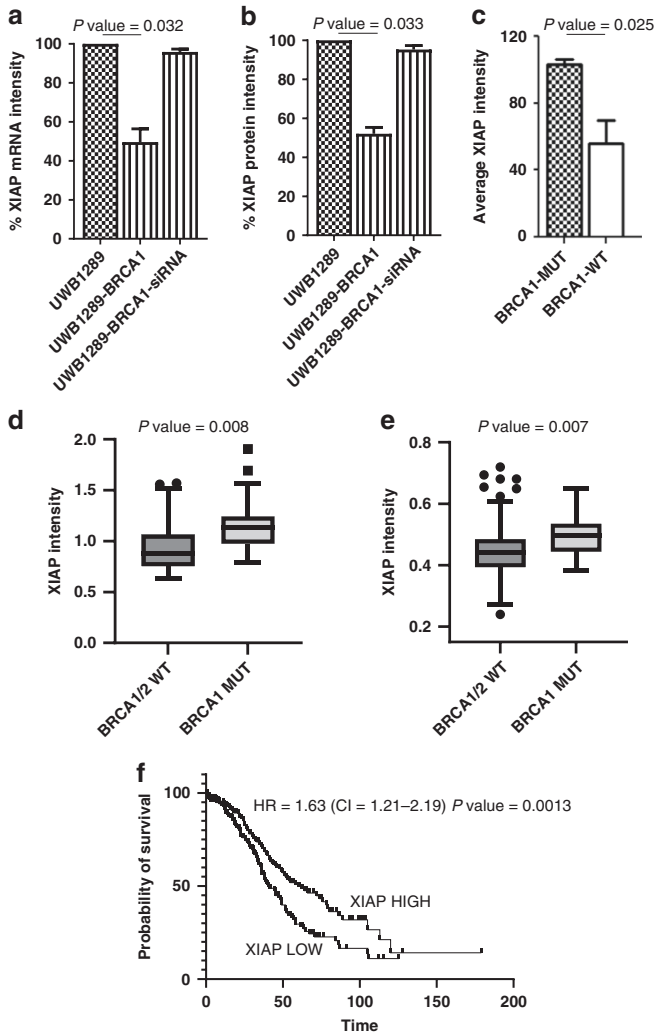 a
P value = 0.032
% XIAP mRNA intensity
100
80
60
40
20
0
UWB1289
UWB1289-BRCA1
UWB1289-BRCA1-siRNA
b
P value = 0.033
% XIAP protein intensity
100
80
60
40
20
0
UWB1289
UWB1289-BRCA1
UWB1289-BRCA1-siRNA
c
P value = 0.025
Average XIAP intensity
120
80
40
0
BRCA1-MUT
BRCA1-WT
d
P value = 0.008
XIAP intensity
2.0
1.5
1.0
0.5
0.0
BRCA1/2 WT
BRCA1 MUT
e
P value = 0.007
XIAP intensity
0.8
0.6
0.4
0.2
BRCA1/2 WT
BRCA1 MUT
f
HR = 1.63 (CI = 1.21–2.19) P value = 0.0013
Probability of survival
100
50
0
XIAP HIGH
XIAP LOW
0
50
100
150
200
Time